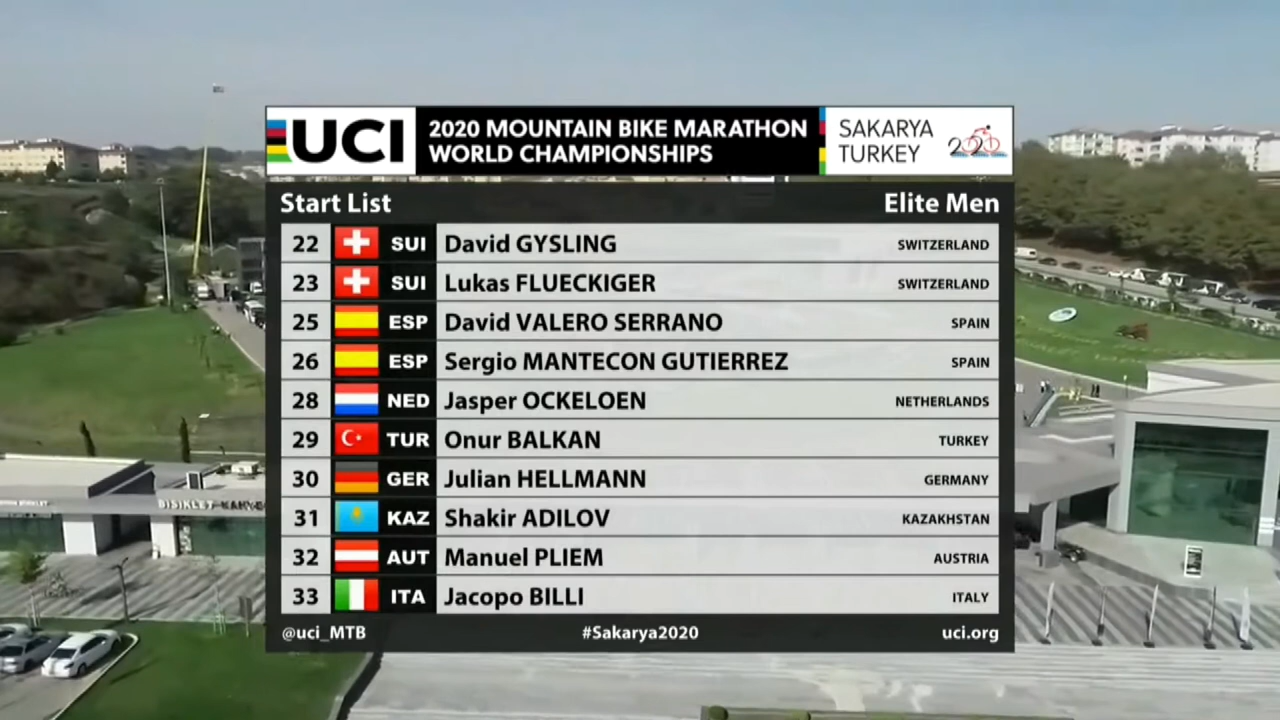 UCI
2020 MOUNTAIN BIKE MARATHON
WORLD CHAMPIONSHIPS
SAKARYA
TURKEY
2020
Start List Elite Men
22 SUI David GYSLING SWITZERLAND
23 SUI Lukas FLUECKIGER SWITZERLAND
25 ESP David VALERO SERRANO SPAIN
26 ESP Sergio MANTECON GUTIERREZ SPAIN
28 NED Jasper OCKELOEN NETHERLANDS
29 TUR Onur BALKAN TURKEY
30 GER Julian HELLMANN GERMANY
31 KAZ Shakir ADILOV KAZAKHSTAN
32 AUT Manuel PLIEM AUSTRIA
33 ITA Jacopo BILLI ITALY
@uci_MTB #Sakarya2020 uci.org